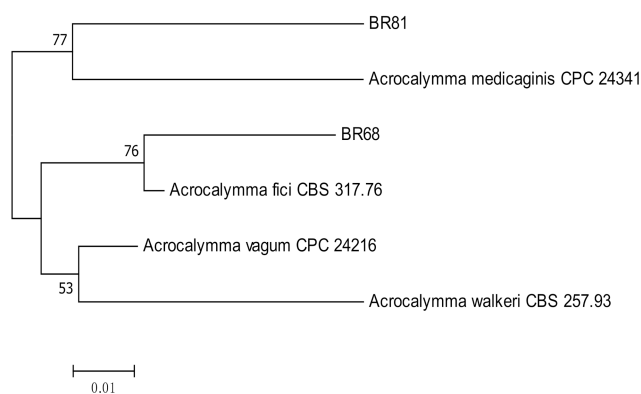 BR81
77
Acrocalymma medicaginis CPC 24341
BR68
76
Acrocalymma fici CBS 317.76
Acrocalymma vagum CPC 24216
53
Acrocalymma walkeri CBS 257.93
0.01